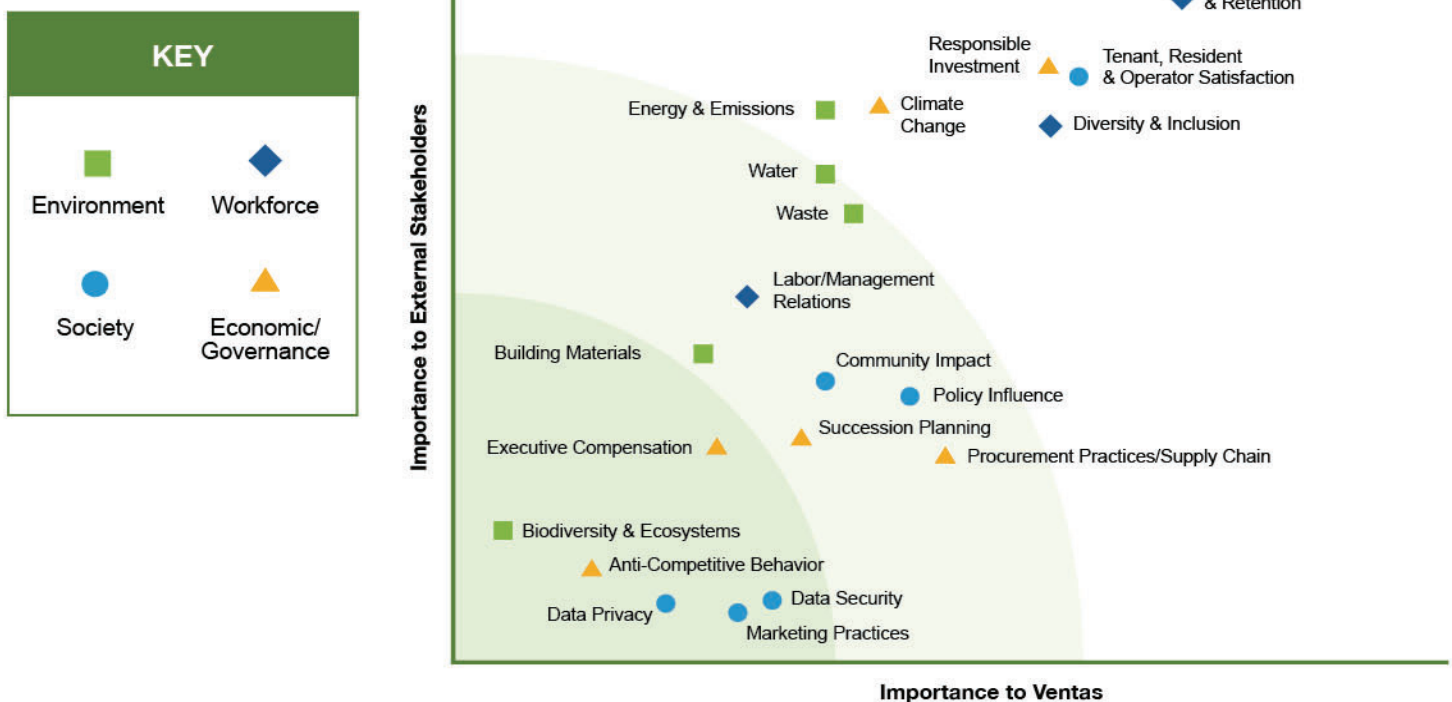 & Retention
KEY
Environment
Workforce
Society
Economic/
Governance
Importance to External Stakeholders
Responsible
Investment
Tenant, Resident
& Operator Satisfaction
Energy & Emissions
Climate
Change
Diversity & Inclusion
Water
Waste
Labor/Management
Relations
Building Materials
Community Impact
Policy Influence
Succession Planning
Executive Compensation
Procurement Practices/Supply Chain
Biodiversity & Ecosystems
Anti-Competitive Behavior
Data Privacy
Data Security
Marketing Practices
Importance to Ventas